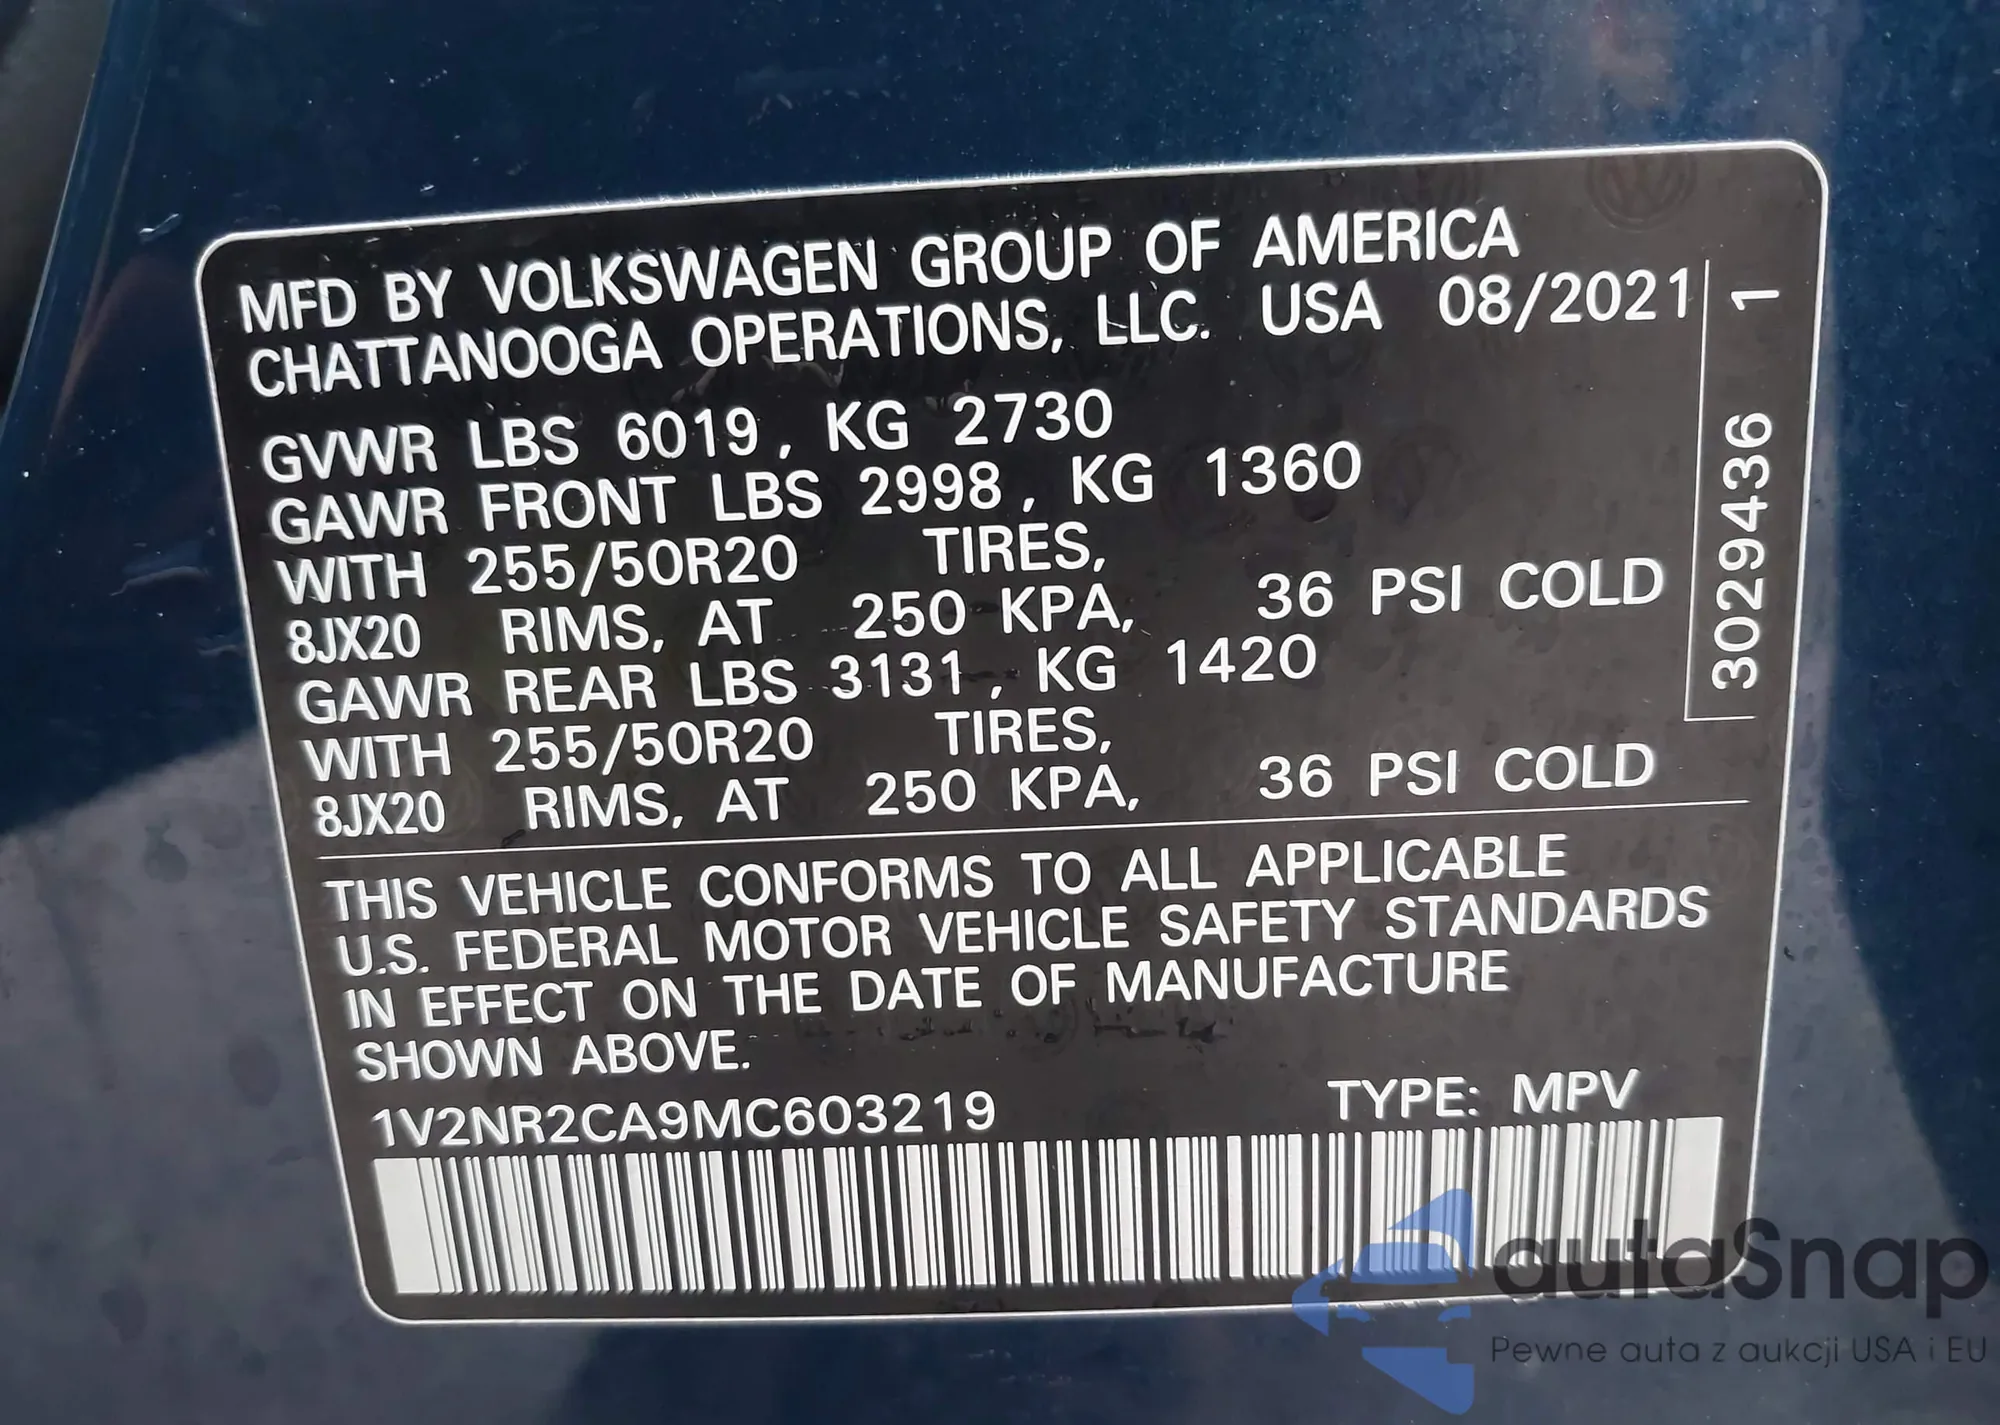 MFD BY VOLKSWAGEN GROUP OF AMERICA
CHATTANOOGA OPERATIONS, LLC. USA 08/2021
GVWR LBS 6019, KG 2730
GAWR FRONT LBS 2998, KG 1360
WITH 255/50R20 TIRES,
8JX20 RIMS, AT 250 KPA, 36 PSI COLD
GAWR REAR LBS 3131, KG 1420
WITH 255/50R20 TIRES,
8JX20 RIMS, AT 250 KPA, 36 PSI COLD
3029436 1
THIS VEHICLE CONFORMS TO ALL APPLICABLE
U.S. FEDERAL MOTOR VEHICLE SAFETY STANDARDS
IN EFFECT ON THE DATE OF MANUFACTURE
SHOWN ABOVE.
1V2NR2CA9MC603219 TYPE: MPV
autaSnap
Pewne auta z aukcji USA i EU